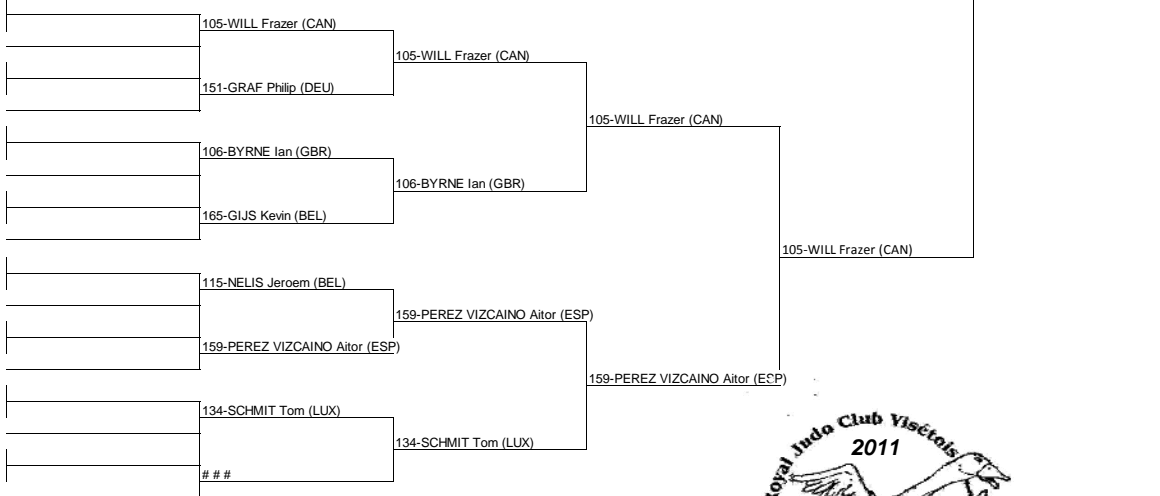 105-WILL Frazer (CAN)
105-WILL Frazer (CAN)
151-GRAF Philip (DEU)
105-WILL Frazer (CAN)
106-BYRNE Ian (GBR)
106-BYRNE Ian (GBR)
165-GIJS Kevin (BEL)
105-WILL Frazer (CAN)
115-NELIS Jeroem (BEL)
159-PEREZ VIZCAINO Aitor (ESP)
159-PEREZ VIZCAINO Aitor (ESP)
159-PEREZ VIZCAINO Aitor (ESP)
134-SCHMIT Tom (LUX)
134-SCHMIT Tom (LUX)
# # #
Royal Judo Club Visétois
2011